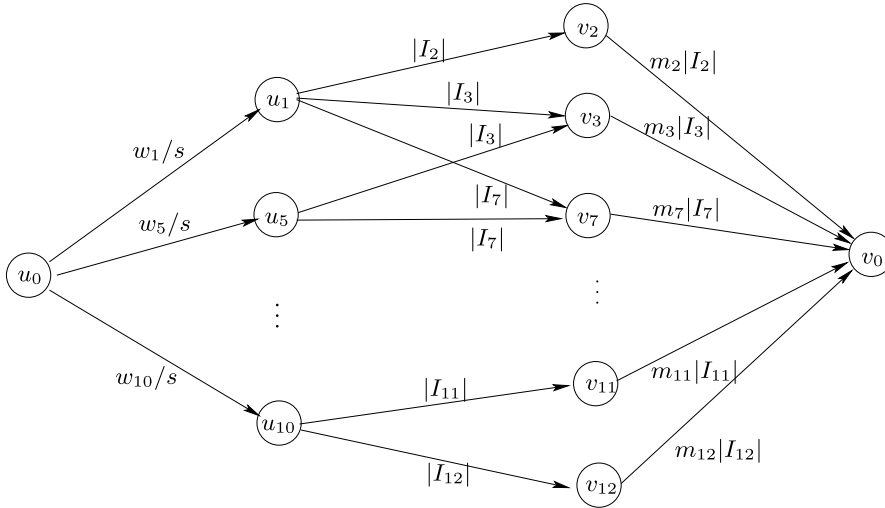 v₂
|I₂|
m₂|I₂|
u₁
|I₃|
v₃
m₃|I₃|
|I₃|
w₁/s
|I₇|
u₅
v₇
m₇|I₇|
w₅/s
|I₇|
u₀
v₀
⋮
⋮
w₁₀/s
|I₁₁|
v₁₁
m₁₁|I₁₁|
u₁₀
|I₁₂|
m₁₂|I₁₂|
v₁₂